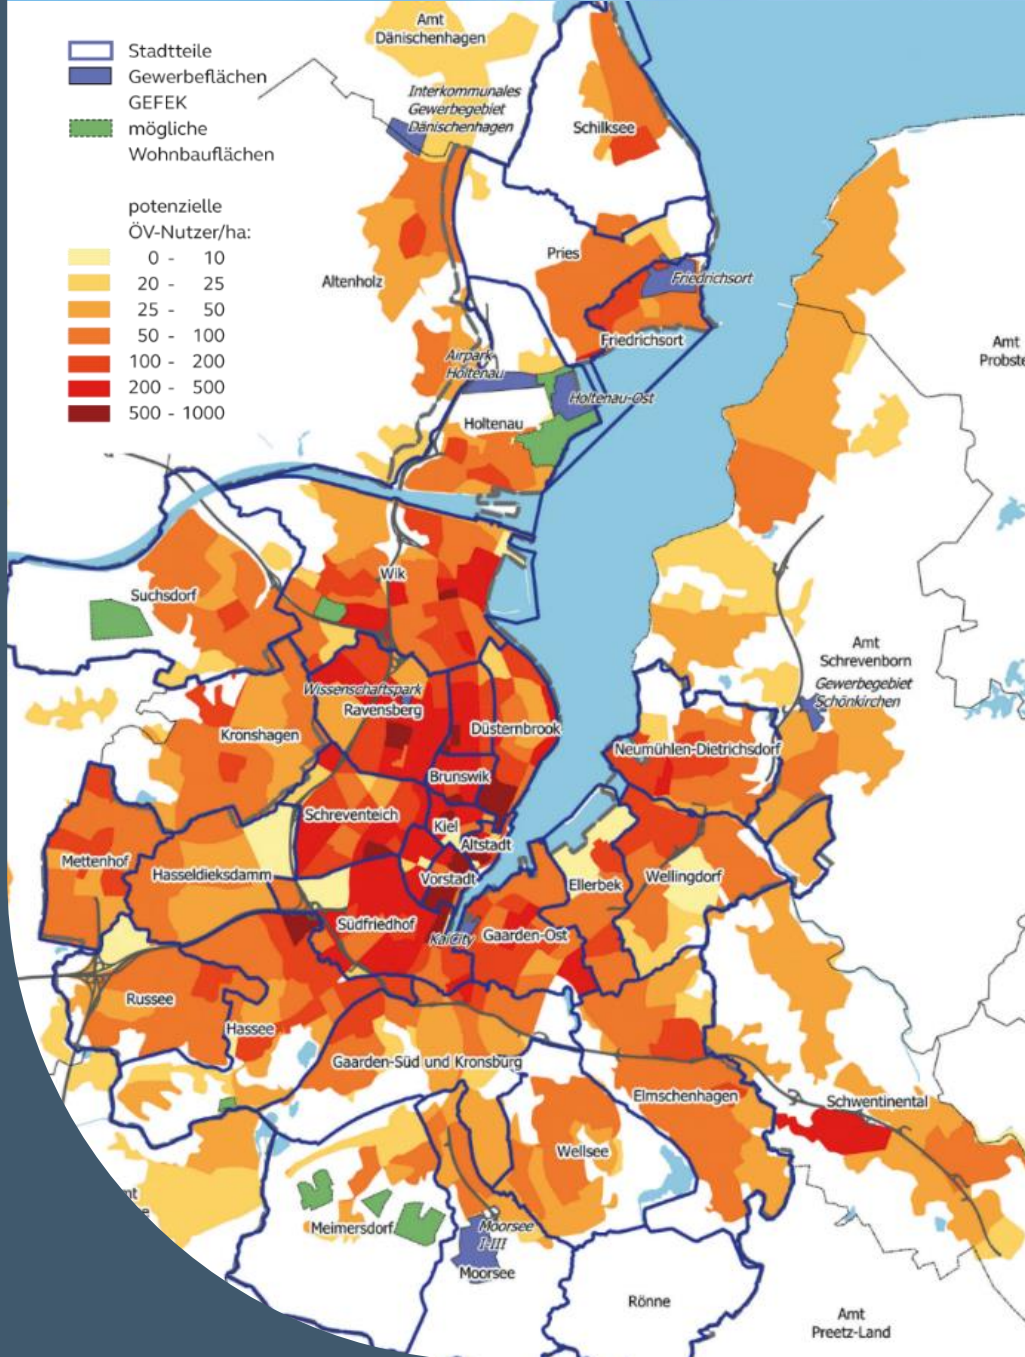 Stadtteile
Gewerbeflächen
GEFEK
mögliche
Wohnbauflächen
potenzielle
ÖV-Nutzer/ha:
0 - 10
20 - 25
25 - 50
50 - 100
100 - 200
200 - 500
500 - 1000
Amt
Dänischenhagen
Interkommunales
Gewerbegebiet
Dänischenhagen
Schilksee
Pries
Altenholz
Friedrichsort
Friedrichsort
Amt
Probste
Airpark-
Holtenau
Holtenau-Ost
Holtenau
Wik
Suchsdorf
Amt
Schrevenborn
Gewerbegebiet
Schönkirchen
Wissenschaftspark
Ravensberg
Kronshagen
Düsternbrook
Neumühlen-Dietrichsdorf
Brunswik
Schreventeich
Kiel
Altstadt
Mettenhof
Hasseldieksdamm
Vorstadt
Ellerbek
Wellingdorf
Südfriedhof
KaiCity
Gaarden-Ost
Russee
Hassee
Gaarden-Süd und Kronsburg
Elmschenhagen
Schwentinental
Wellsee
Meimersdorf
Moorsee
I-III
Moorsee
Rönne
Amt
Preetz-Land